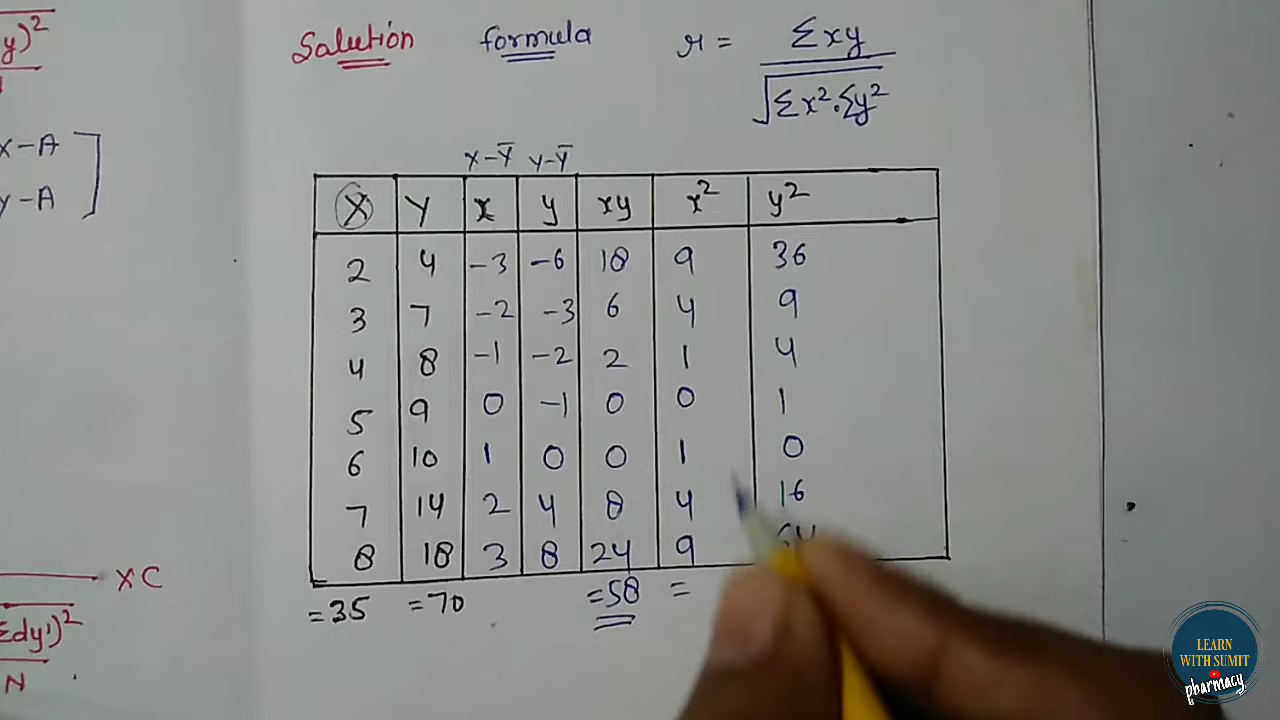 y)²
Salution formula r = Σxy
√Σx²·Σy²
X-A
y-A
X-Y̅ Y-Y̅
X Y x y xy x² y²
2 4 -3 -6 18 9 36
3 7 -2 -3 6 4 9
4 8 -1 -2 2 1 4
5 9 0 -1 0 0 1
6 10 1 0 0 1 0
7 14 2 4 8 4 16
8 18 3 8 24 9
=35 =70 =58 =
XC
Σdy')²
N
LEARN
WITH SUMIT
pharmacy